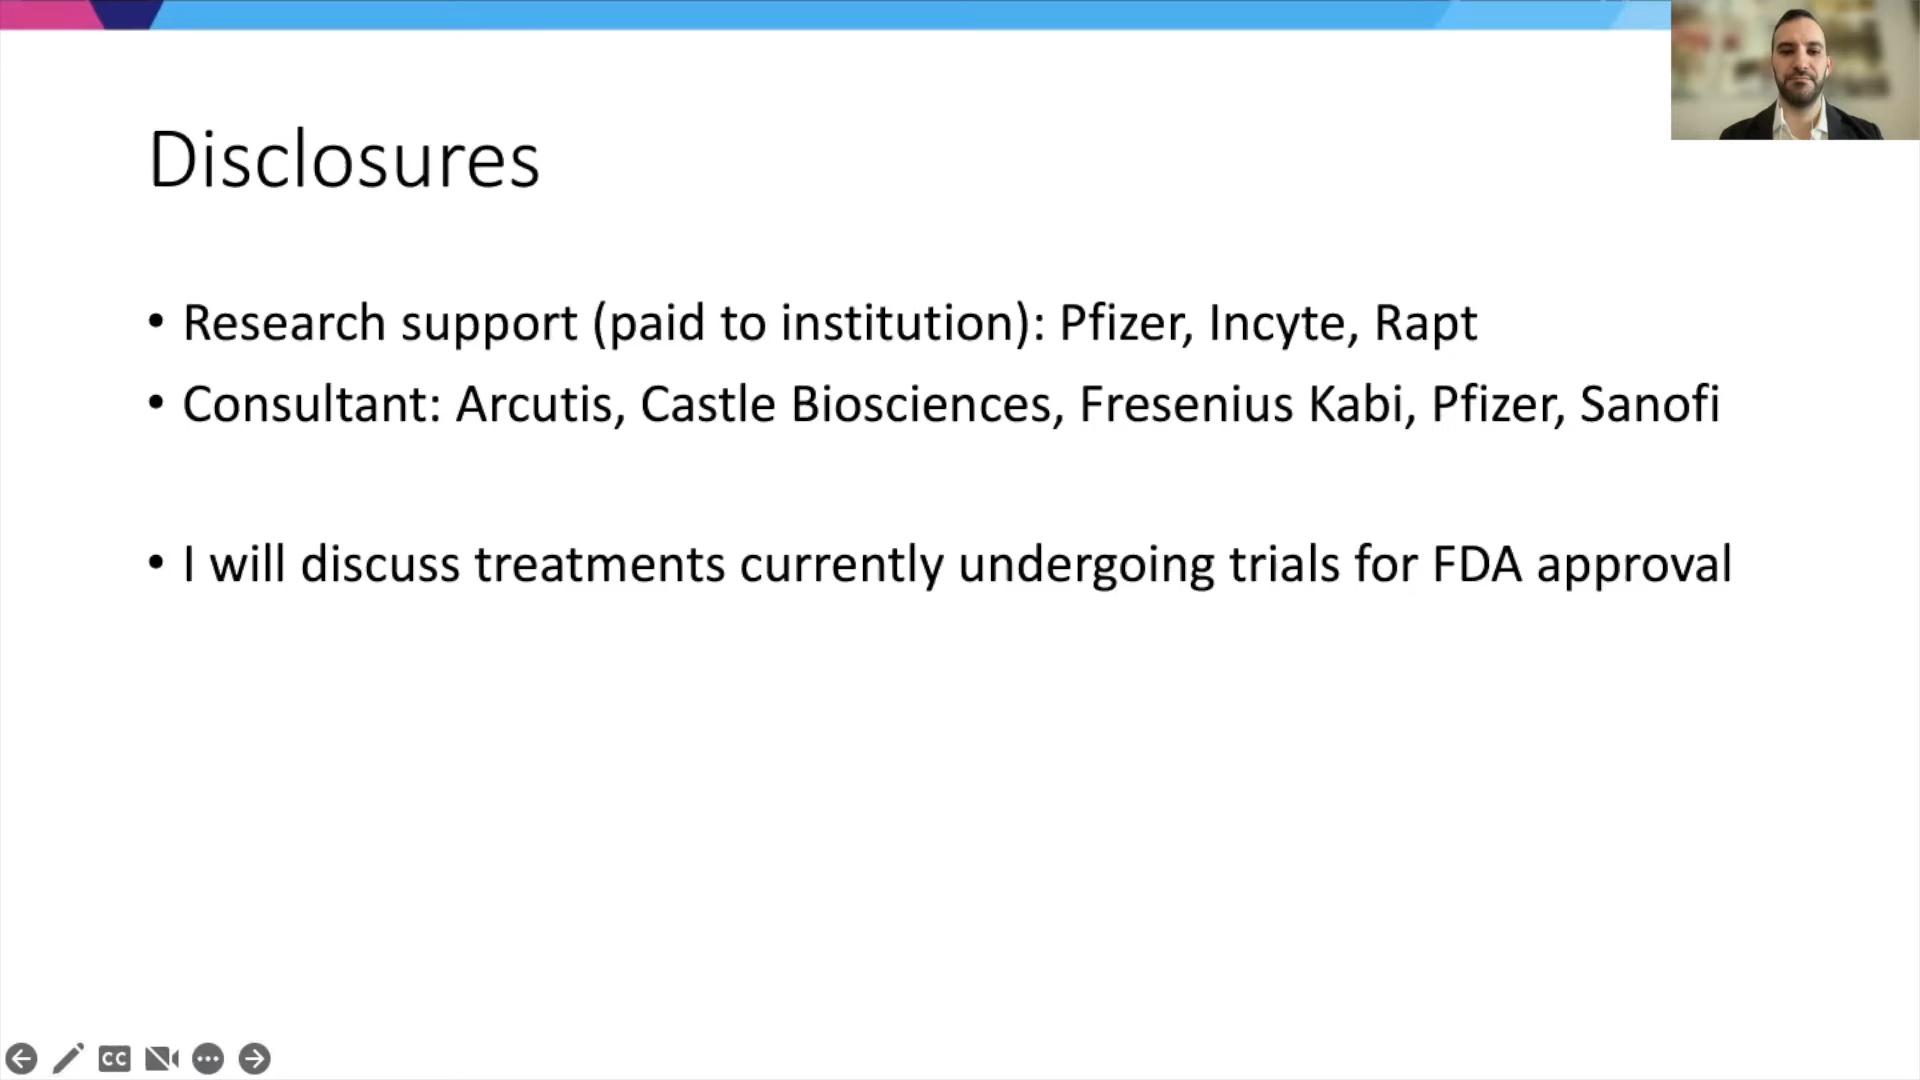 Disclosures
• Research support (paid to institution): Pfizer, Incyte, Rapt
• Consultant: Arcutis, Castle Biosciences, Fresenius Kabi, Pfizer, Sanofi
• I will discuss treatments currently undergoing trials for FDA approval
CC